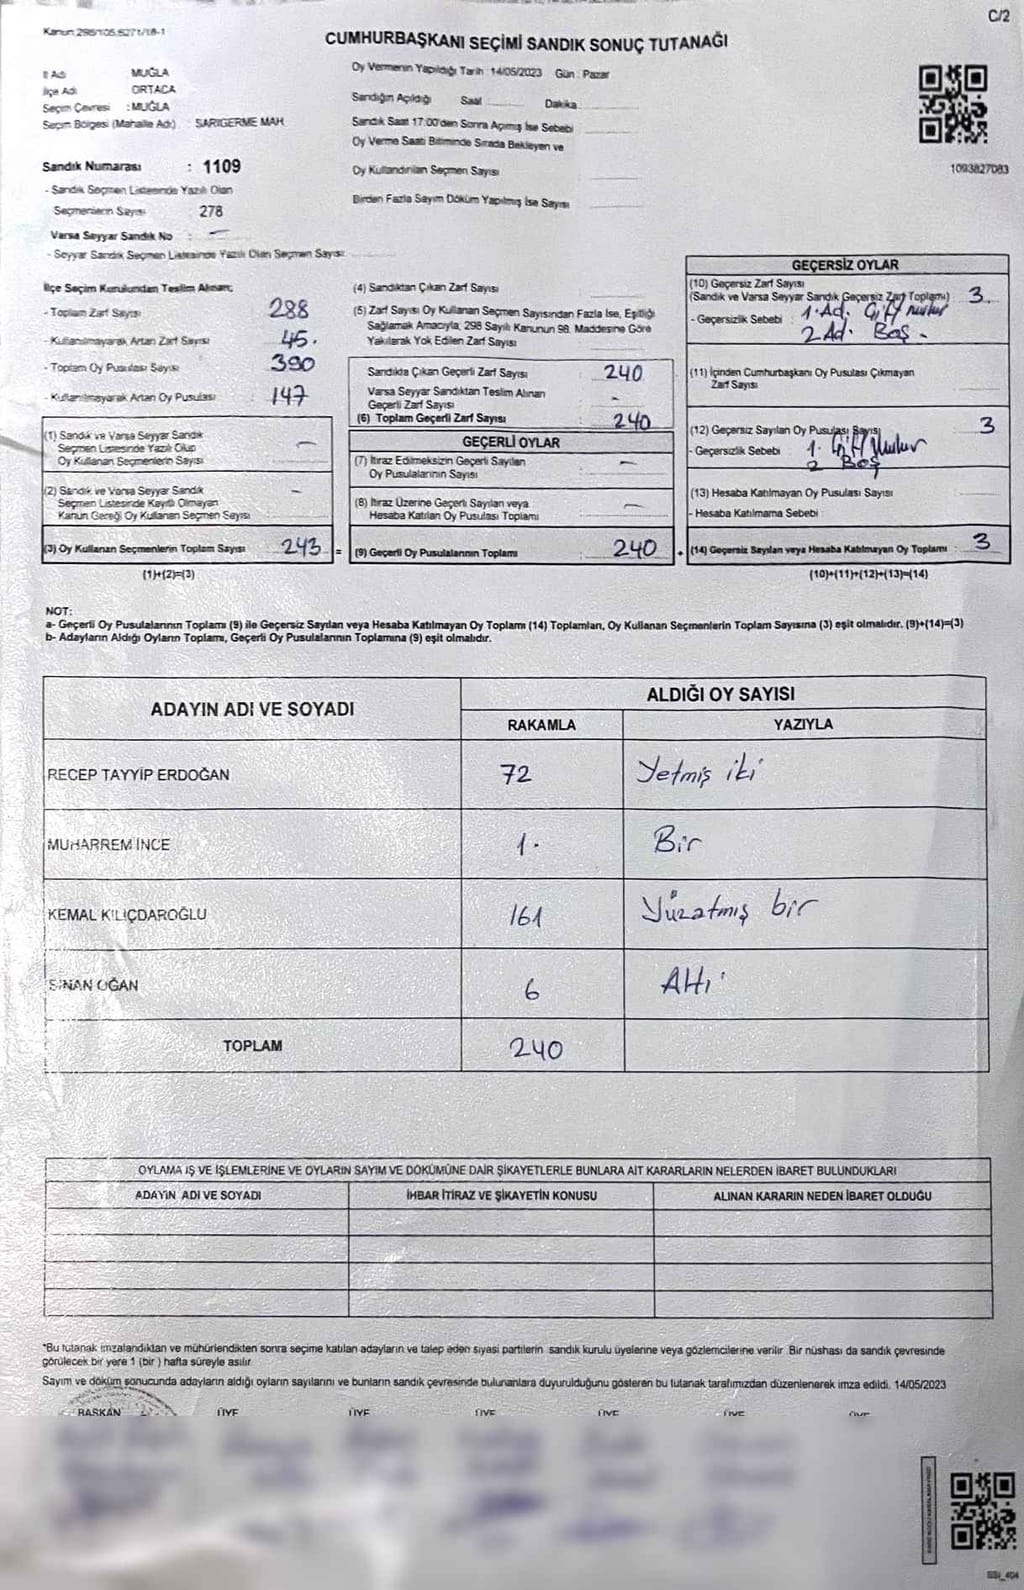 C/2
Kanun: 298/105,6271/18-1
CUMHURBAŞKANI SEÇİMİ SANDIK SONUÇ TUTANAĞI
İl Adı MUĞLA
İlçe Adı ORTACA
Seçim Çevresi : MUĞLA
Seçim Bölgesi (Mahalle Adı) : SARIGERME MAH.
Sandık Numarası : 1109
- Sandık Seçmen Listesinde Yazılı Olan
Seçmenlerin Sayısı 278
Varsa Seyyar Sandık No : –
- Seyyar Sandık Seçmen Listesinde Yazılı Olan Seçmen Sayısı:
Oy Vermenin Yapıldığı Tarih : 14/05/2023 Gün : Pazar
Sandığın Açıldığı Saat ........ Dakika ........
Sandık Saat 17:00'den Sonra Açımış İse Sebebi
Oy Verme Saati Bitiminde Sırada Bekleyen ve
Oy Kullandırılan Seçmen Sayısı
Birden Fazla Sayım Döküm Yapılmış İse Sayısı
1093827083
İlçe Seçim Kurulundan Teslim Alınan;
- Toplam Zarf Sayısı 288
- Kullanılmayarak Artan Zarf Sayısı 45.
- Toplam Oy Pusulası Sayısı 390
- Kullanılmayarak Artan Oy Pusulası : 147
(1) Sandık ve Varsa Seyyar Sandık
Seçmen Listesinde Yazılı Olup
Oy Kullanan Seçmenlerin Sayısı –
(2) Sandık ve Varsa Seyyar Sandık
Seçmen Listesinde Kayıtlı Olmayan
Kanun Gereği Oy Kullanan Seçmen Sayısı –
(3) Oy Kullanan Seçmenlerin Toplam Sayısı 243 =
(1)+(2)=(3)
(4) Sandıktan Çıkan Zarf Sayısı
(5) Zarf Sayısı Oy Kullanan Seçmen Sayısından Fazla İse, Eşitliği
Sağlamak Amacıyla, 298 Sayılı Kanunun 98. Maddesine Göre
Yakılarak Yok Edilen Zarf Sayısı
Sandıkta Çıkan Geçerli Zarf Sayısı : 240
Varsa Seyyar Sandıktan Teslim Alınan
Geçerli Zarf Sayısı -
(6) Toplam Geçerli Zarf Sayısı 240
GEÇERLİ OYLAR
(7) İtiraz Edilmeksizin Geçerli Sayılan
Oy Pusulalarının Sayısı –
(8) İtiraz Üzerine Geçerli Sayılan veya
Hesaba Katılan Oy Pusulası Toplamı –
(9) Geçerli Oy Pusulalarının Toplamı : 240 +
GEÇERSİZ OYLAR
(10) Geçersiz Zarf Sayısı
(Sandık ve Varsa Seyyar Sandık Geçersiz Zarf Toplamı) 3.
- Geçersizlik Sebebi : 1. Ad. Çift mühür
2 Ad. Boş -
(11) İçinden Cumhurbaşkanı Oy Pusulası Çıkmayan
Zarf Sayısı
(12) Geçersiz Sayılan Oy Pusulası Sayısı 3
- Geçersizlik Sebebi 1. Çift Mühür
2 Boş
(13) Hesaba Katılmayan Oy Pusulası Sayısı
- Hesaba Katılmama Sebebi :
(14) Geçersiz Sayılan veya Hesaba Katılmayan Oy Toplamı : 3
(10)+(11)+(12)+(13)=(14)
NOT:
a- Geçerli Oy Pusulalarının Toplamı (9) ile Geçersiz Sayılan veya Hesaba Katılmayan Oy Toplamı (14) Toplamları, Oy Kullanan Seçmenlerin Toplam Sayısına (3) eşit olmalıdır. (9)+(14)=(3)
b- Adayların Aldığı Oyların Toplamı, Geçerli Oy Pusulalarının Toplamına (9) eşit olmalıdır.
ADAYIN ADI VE SOYADI ALDIĞI OY SAYISI
RAKAMLA YAZIYLA
RECEP TAYYİP ERDOĞAN 72 Yetmiş iki
MUHARREM İNCE 1. Bir
KEMAL KILIÇDAROĞLU 161 Yüzatmış bir
SİNAN OĞAN 6 Altı
TOPLAM 240
OYLAMA İŞ VE İŞLEMLERİNE VE OYLARIN SAYIM VE DÖKÜMÜNE DAİR ŞİKAYETLERLE BUNLARA AİT KARARLARIN NELERDEN İBARET BULUNDUKLARI
ADAYIN ADI VE SOYADI İHBAR İTİRAZ VE ŞİKAYETİN KONUSU ALINAN KARARIN NEDEN İBARET OLDUĞU
*Bu tutanak imzalandıktan ve mühürlendikten sonra seçime katılan adayların ve talep eden siyasi partilerin sandık kurulu üyelerine veya gözlemcilerine verilir. Bir nüshası da sandık çevresinde
görülecek bir yere 1 (bir) hafta süreyle asılır
Sayım ve döküm sonucunda adayların aldığı oyların sayılarını ve bunların sandık çevresinde bulunanlara duyurulduğunu gösteren bu tutanak tarafımızdan düzenlenerek imza edildi. 14/05/2023
BAŞKAN ÜYE ÜYE ÜYE ÜYE ÜYE ÜYE